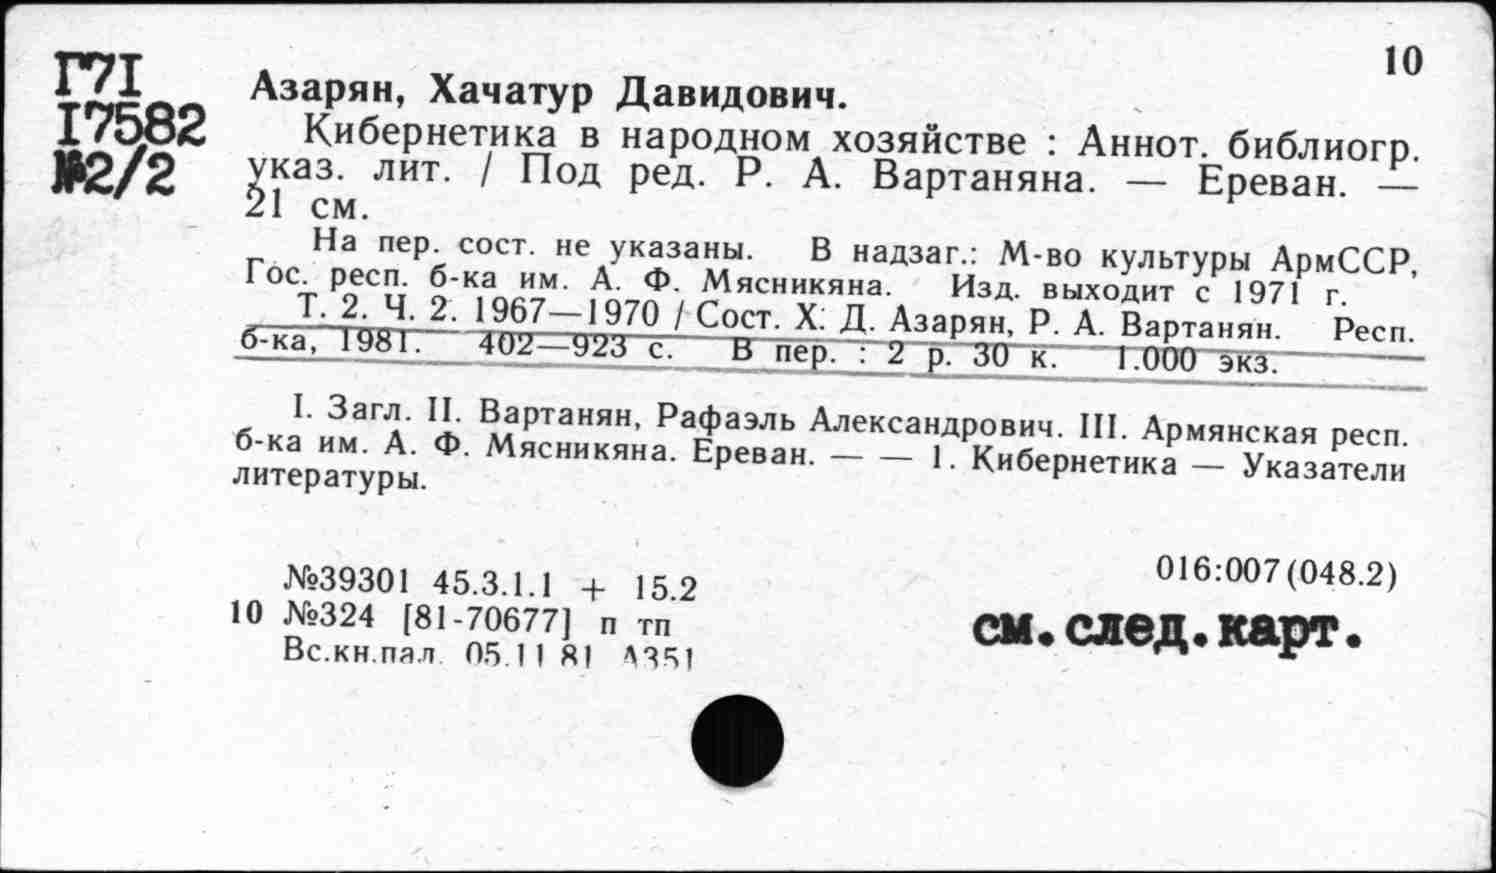 10
Г7I
I7582
№2/2
Азарян, Хачатур Давидович.
Кибернетика в народном хозяйстве : Аннот. библиогр.
указ. лит. / Под ред. Р. А. Вартаняна. — Ереван. —
21 см.
На пер. сост. не указаны. В надзаг.: М-во культуры АрмССР,
Гос. респ. б-ка им. А. Ф. Мясникяна. Изд. выходит с 1971 г.
Т. 2. Ч. 2. 1967—1970 / Сост. Х. Д. Азарян, Р. А. Вартанян. Респ.
б-ка, 1981. 402—923 с. В пер. : 2 р. 30 к. 1.000 экз.
I. Загл. II. Вартанян, Рафаэль Александрович. III. Армянская респ.
б-ка им. А. Ф. Мясникяна. Ереван. — — 1. Кибернетика — Указатели
литературы.
№39301 45.3.1.1 + 15.2
016:007(048.2)
10 №324 [81-70677] п тп
см. след. карт.
Вс.кн.пал 05.11 81 А351